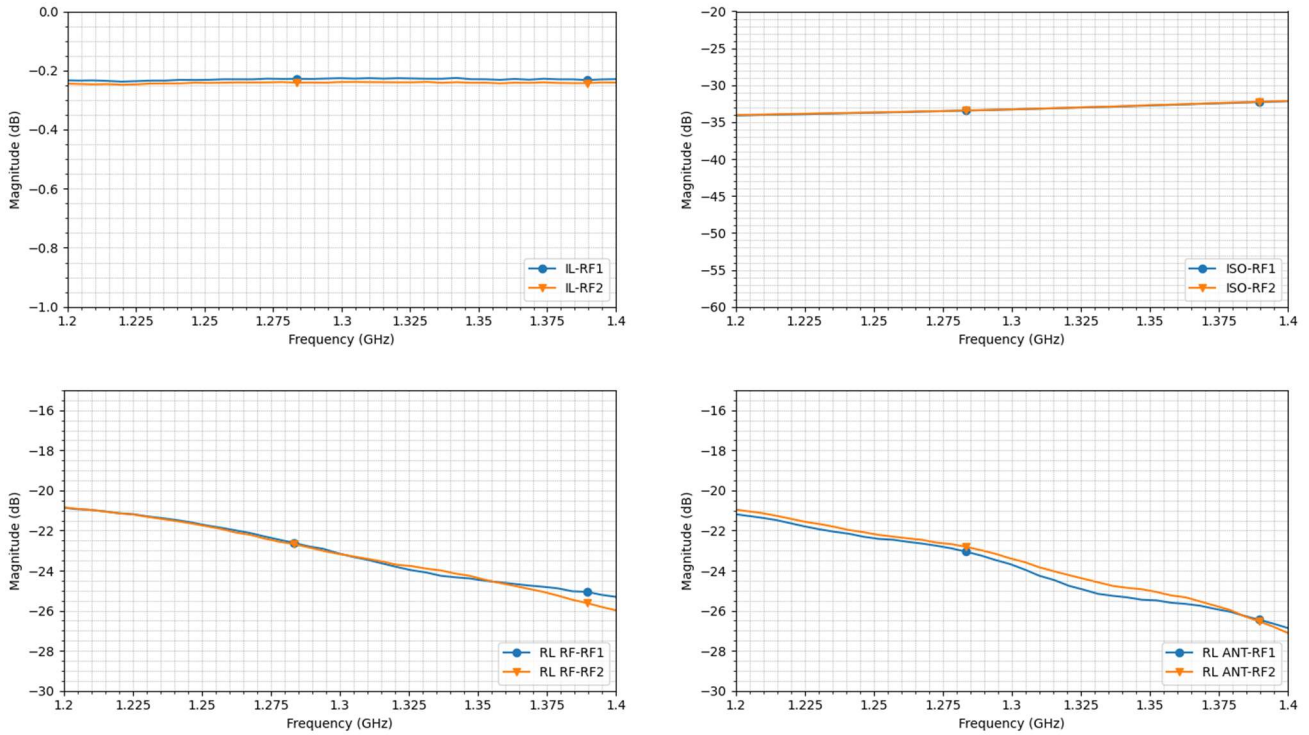 0.0
−0.2
−0.4
−0.6
−0.8
−1.0
Magnitude (dB)
1.2 1.225 1.25 1.275 1.3 1.325 1.35 1.375 1.4
Frequency (GHz)
IL-RF1
IL-RF2
−20
−25
−30
−35
−40
−45
−50
−55
−60
Magnitude (dB)
1.2 1.225 1.25 1.275 1.3 1.325 1.35 1.375 1.4
Frequency (GHz)
ISO-RF1
ISO-RF2
−16
−18
−20
−22
−24
−26
−28
−30
Magnitude (dB)
1.2 1.225 1.25 1.275 1.3 1.325 1.35 1.375 1.4
Frequency (GHz)
RL RF-RF1
RL RF-RF2
−16
−18
−20
−22
−24
−26
−28
−30
Magnitude (dB)
1.2 1.225 1.25 1.275 1.3 1.325 1.35 1.375 1.4
Frequency (GHz)
RL ANT-RF1
RL ANT-RF2